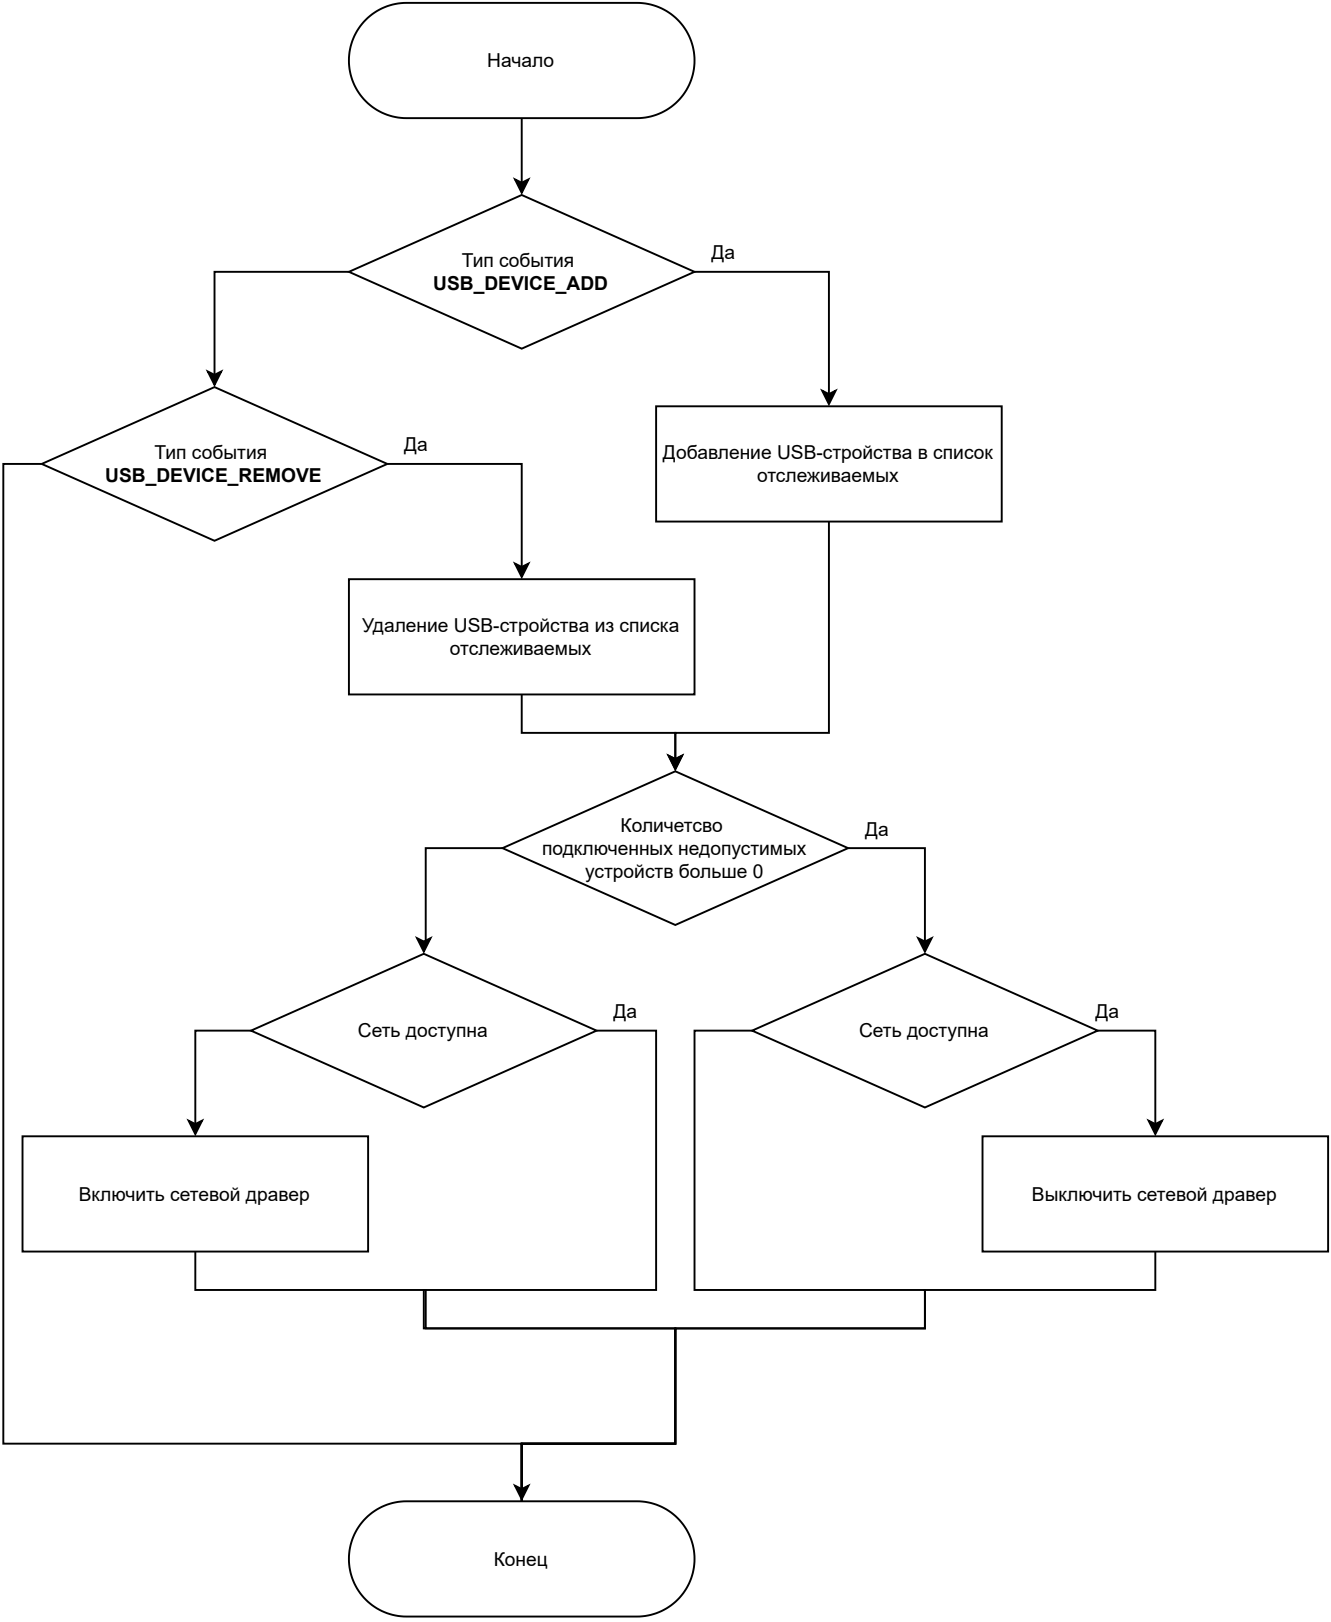 Начало
Тип события
USB_DEVICE_ADD
Да
Тип события
USB_DEVICE_REMOVE
Да
Добавление USB-стройства в список
отслеживаемых
Удаление USB-стройства из списка
отслеживаемых
Количетсво
подключенных недопустимых
устройств больше 0
Да
Сеть доступна
Да
Сеть доступна
Да
Включить сетевой дравер
Выключить сетевой дравер
Конец